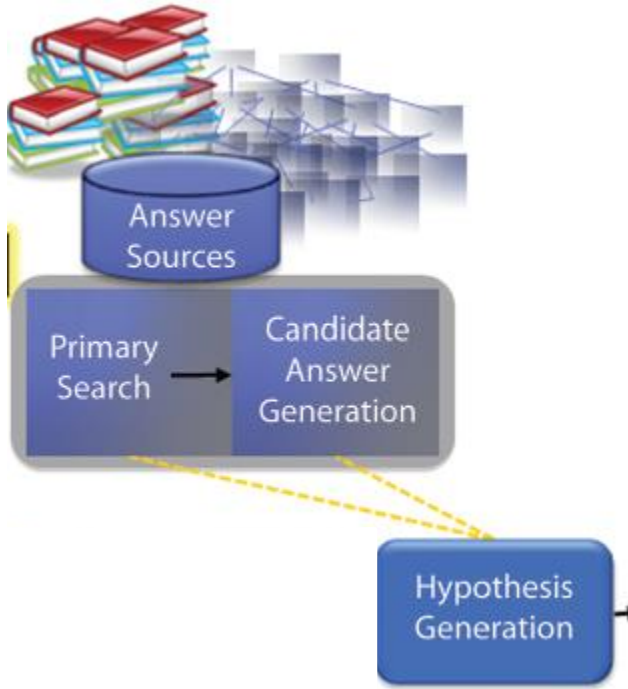 Answer
Sources
Primary
Search
Candidate
Answer
Generation
Hypothesis
Generation